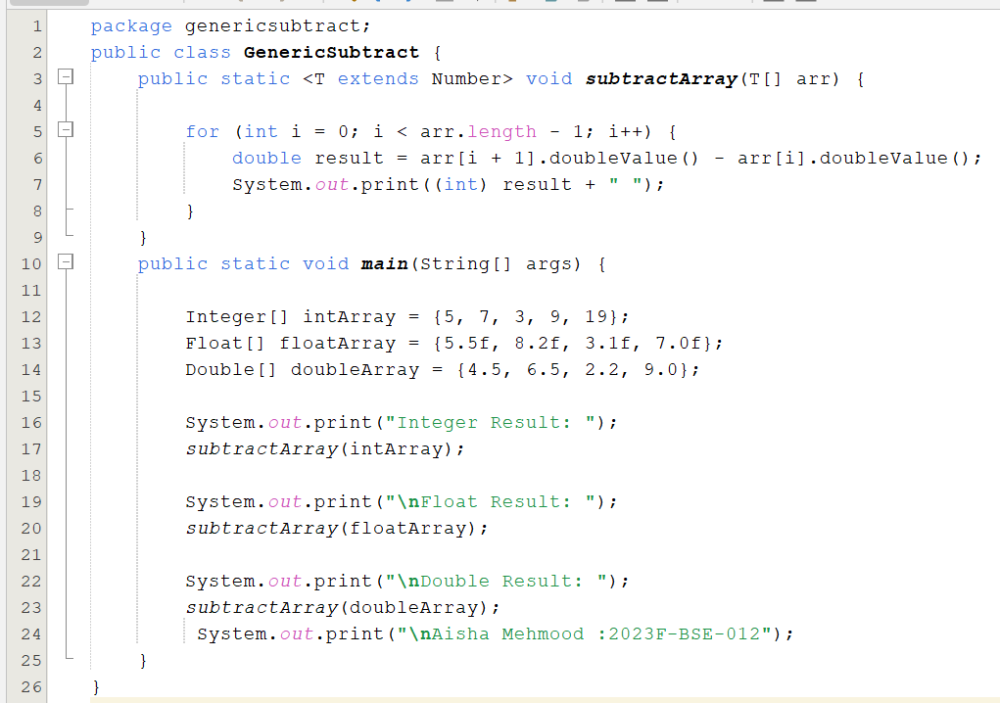 1 package genericsubtract;
2 public class GenericSubtract {
3 public static <T extends Number> void subtractArray(T[] arr) {
4
5 for (int i = 0; i < arr.length - 1; i++) {
6 double result = arr[i + 1].doubleValue() - arr[i].doubleValue();
7 System.out.print((int) result + " ");
8 }
9 }
10 public static void main(String[] args) {
11
12 Integer[] intArray = {5, 7, 3, 9, 19};
13 Float[] floatArray = {5.5f, 8.2f, 3.1f, 7.0f};
14 Double[] doubleArray = {4.5, 6.5, 2.2, 9.0};
15
16 System.out.print("Integer Result: ");
17 subtractArray(intArray);
18
19 System.out.print("\nFloat Result: ");
20 subtractArray(floatArray);
21
22 System.out.print("\nDouble Result: ");
23 subtractArray(doubleArray);
24 System.out.print("\nAisha Mehmood :2023F-BSE-012");
25 }
26 }